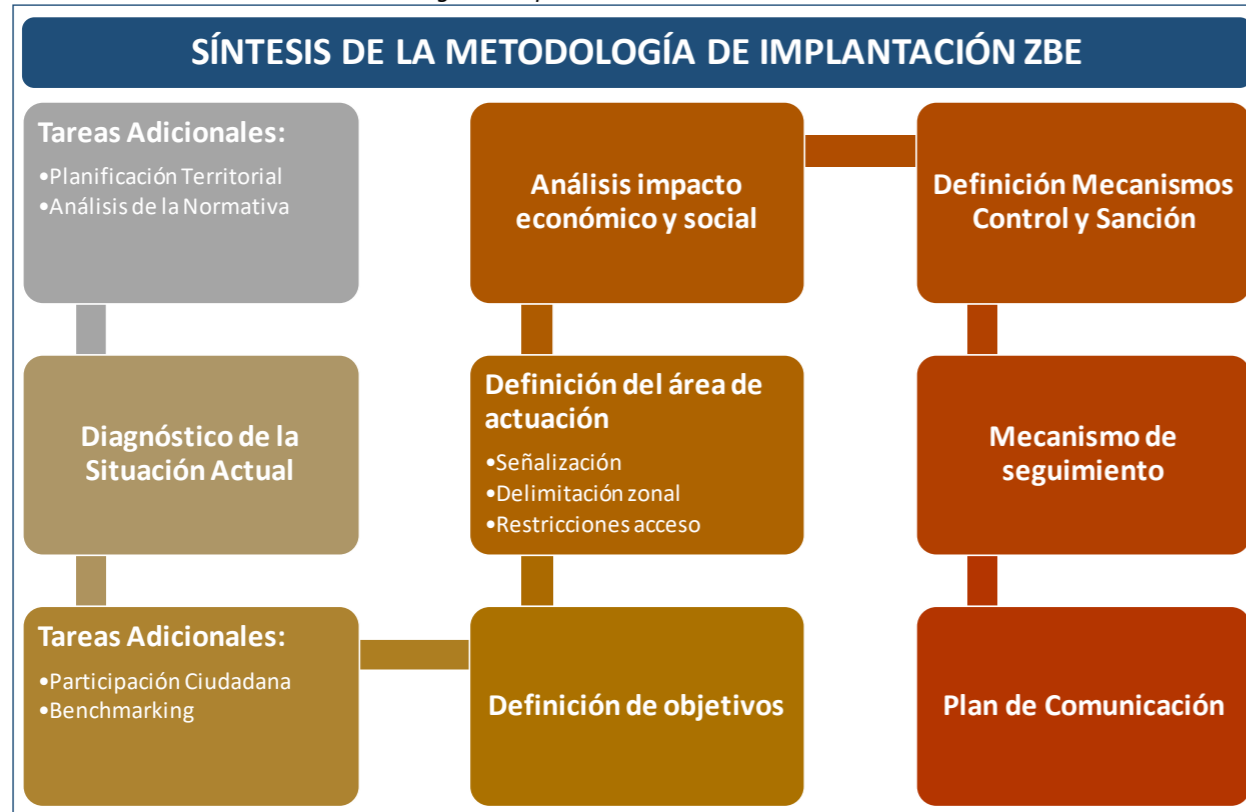 SÍNTESIS DE LA METODOLOGÍA DE IMPLANTACIÓN ZBE
Tareas Adicionales:
•Planificación Territorial
•Análisis de la Normativa
Diagnóstico de la
Situación Actual
Tareas Adicionales:
•Participación Ciudadana
•Benchmarking
Definición de objetivos
Definición del área de
actuación
•Señalización
•Delimitación zonal
•Restricciones acceso
Análisis impacto
económico y social
Definición Mecanismos
Control y Sanción
Mecanismo de
seguimiento
Plan de Comunicación